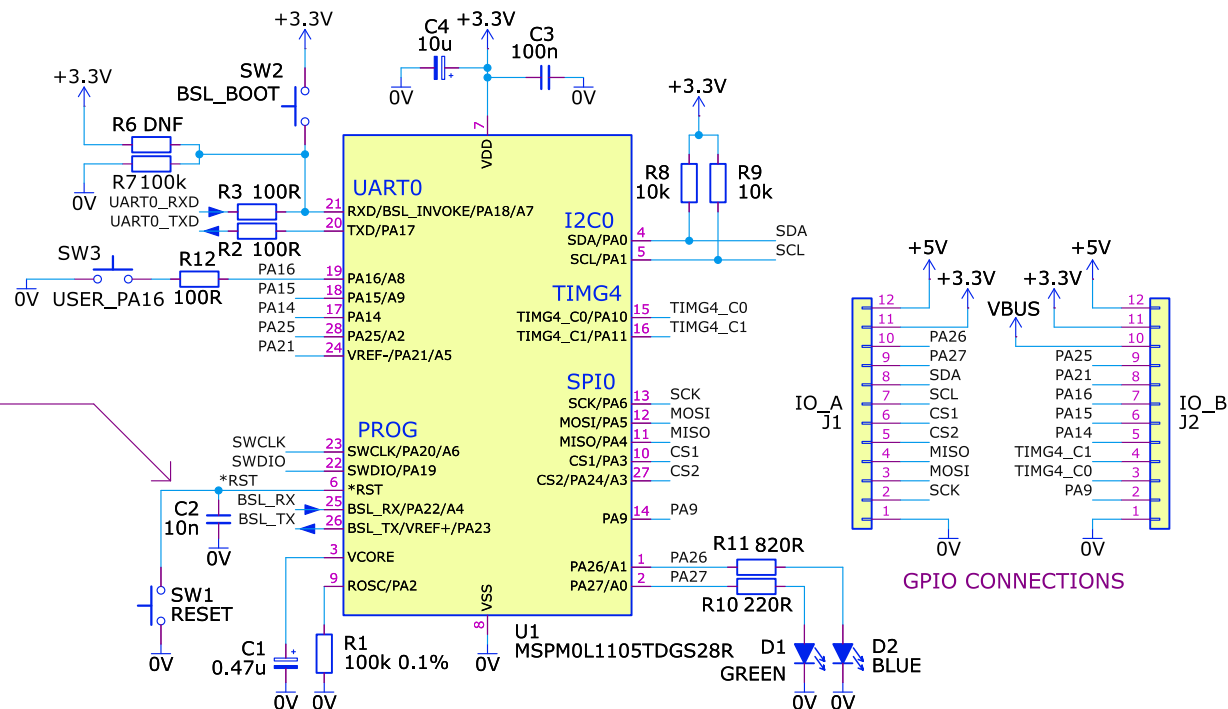 +3.3V
C4
10u
+3.3V
C3
100n
0V
0V
SW2
BSL_BOOT
+3.3V
R6 DNF
R7 100k
0V
UART0_RXD
UART0_TXD
R3 100R
R2 100R
SW3
USER_PA16
0V
R12
100R
PA16
PA15
PA14
PA25
PA21
21
20
19
18
17
28
24
7
VDD
UART0
RXD/BSL_INVOKE/PA18/A7
TXD/PA17
PA16/A8
PA15/A9
PA14
PA25/A2
VREF-/PA21/A5
PROG
SWCLK
SWDIO
*RST
BSL_RX
BSL_TX
23
22
6
25
26
3
9
SWCLK/PA20/A6
SWDIO/PA19
*RST
BSL_RX/PA22/A4
BSL_TX/VREF+/PA23
VCORE
ROSC/PA2
C2
10n
0V
SW1
RESET
0V
C1
0.47u
0V
R1
100k 0.1%
0V
VSS
8
0V
U1
MSPM0L1105TDGS28R
+3.3V
R8
10k
R9
10k
I2C0
SDA/PA0
4
SDA
SCL/PA1
5
SCL
TIMG4
TIMG4_C0/PA10
15
TIMG4_C0
TIMG4_C1/PA11
16
TIMG4_C1
SPI0
SCK/PA6
13
SCK
MOSI/PA5
12
MOSI
MISO/PA4
11
MISO
CS1/PA3
10
CS1
CS2/PA24/A3
27
CS2
PA9
14
PA9
PA26/A1
1
PA26
PA27/A0
2
PA27
R11 820R
R10 220R
D1
GREEN
D2
BLUE
0V
0V
+5V
+3.3V
IO_A
J1
12
11
10
PA26
9
PA27
8
SDA
7
SCL
6
CS1
5
CS2
4
MISO
3
MOSI
2
SCK
1
0V
+5V
+3.3V
VBUS
12
11
10
PA25
9
PA21
8
PA16
7
PA15
6
PA14
5
TIMG4_C1
4
TIMG4_C0
3
PA9
2
1
0V
IO_B
J2
GPIO CONNECTIONS